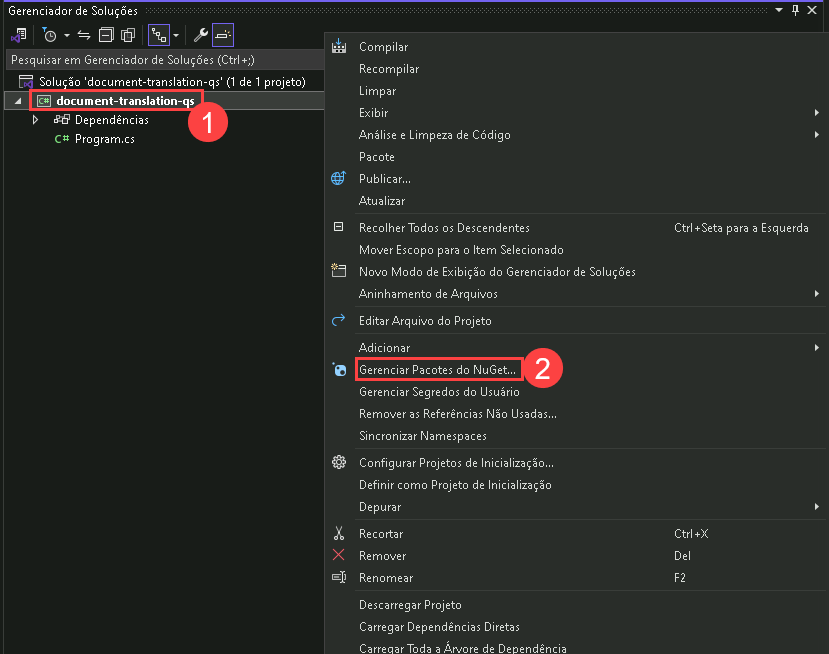 Gerenciador de Soluções
Pesquisar em Gerenciador de Soluções (Ctrl+;)
Solução 'document-translation-qs' (1 de 1 projeto)
C# document-translation-qs
1
Dependências
C# Program.cs
Compilar
Recompilar
Limpar
Exibir
Análise e Limpeza de Código
Pacote
Publicar...
Atualizar
Recolher Todos os Descendentes Ctrl+Seta para a Esquerda
Mover Escopo para o Item Selecionado
Novo Modo de Exibição do Gerenciador de Soluções
Aninhamento de Arquivos
Editar Arquivo do Projeto
Adicionar
Gerenciar Pacotes do NuGet... 2
Gerenciar Segredos do Usuário
Remover as Referências Não Usadas...
Sincronizar Namespaces
Configurar Projetos de Inicialização...
Definir como Projeto de Inicialização
Depurar
Recortar Ctrl+X
Remover Del
Renomear F2
Descarregar Projeto
Carregar Dependências Diretas
Carregar Toda a Árvore de Dependência